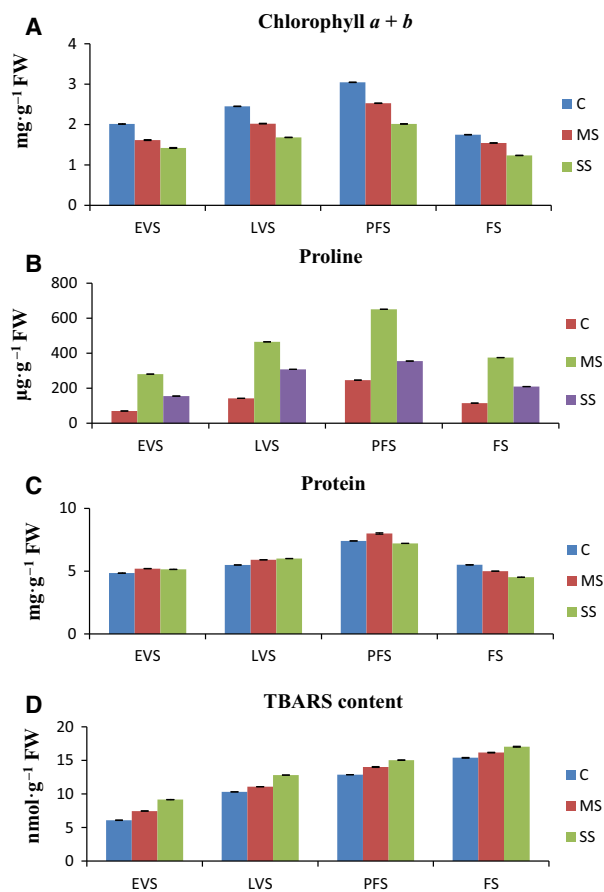 A
Chlorophyll a + b
mg·g⁻¹ FW
4
3
2
1
0
EVS
LVS
PFS
FS
C
MS
SS
B
Proline
µg·g⁻¹ FW
800
600
400
200
0
EVS
LVS
PFS
FS
C
MS
SS
C
Protein
mg·g⁻¹ FW
10
5
0
EVS
LVS
PFS
FS
C
MS
SS
D
TBARS content
nmol·g⁻¹ FW
20
15
10
5
0
EVS
LVS
PFS
FS
C
MS
SS